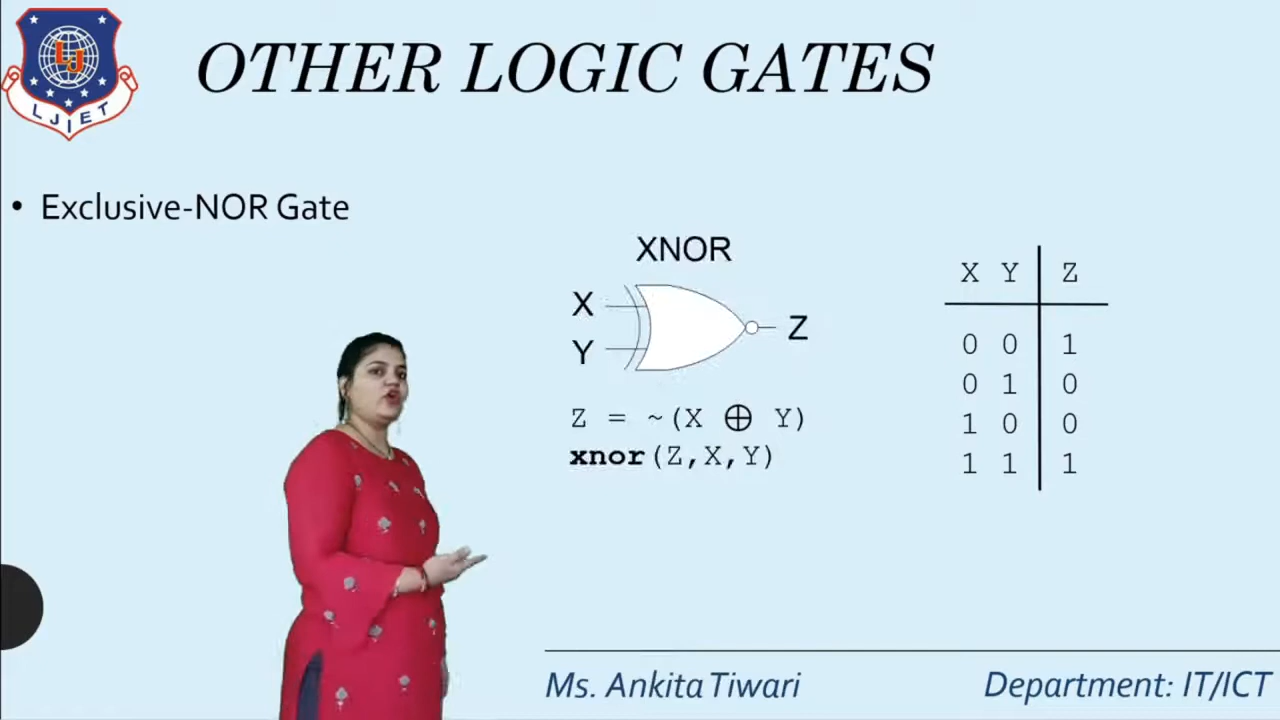 LJ
LJIET
OTHER LOGIC GATES
• Exclusive-NOR Gate
XNOR
X
Y
Z
Z = ~(X ⊕ Y)
xnor(Z,X,Y)
X Y Z
0 0 1
0 1 0
1 0 0
1 1 1
Ms. Ankita Tiwari
Department: IT/ICT